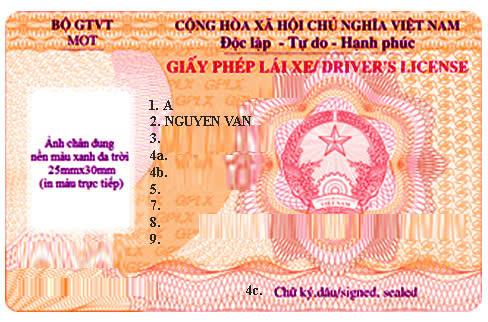 BỘ GTVT
MOT
CỘNG HÒA XÃ HỘI CHỦ NGHĨA VIỆT NAM
Độc lập - Tự do - Hạnh phúc
GIẤY PHÉP LÁI XE/ DRIVER'S LICENSE
Ảnh chân dung
nền màu xanh da trời
25mmx30mm
(in màu trực tiếp)
1. A
2. NGUYEN VAN
3.
4a.
4b.
5.
7.
8.
9.
VIỆT NAM
4c. Chữ ký,dấu/signed, sealed